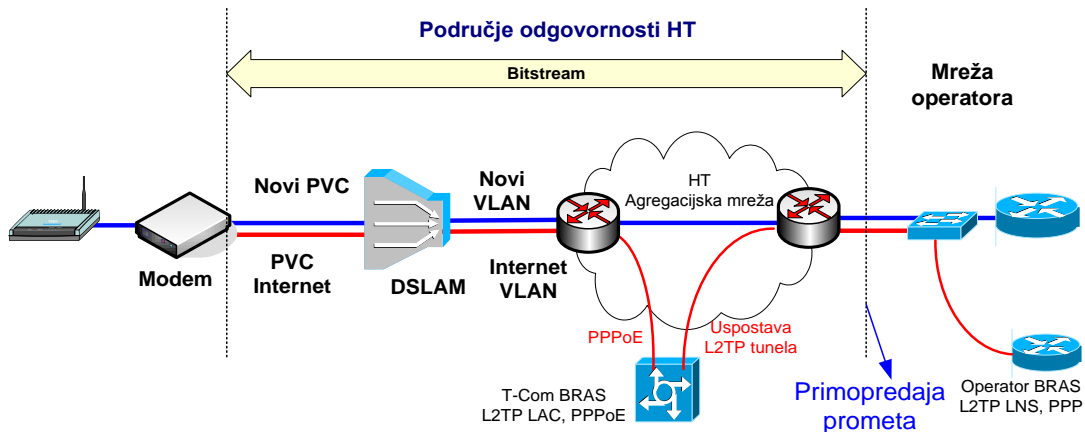 Područje odgovornosti HT
Bitstream
Mreža
operatora
Novi PVC
Novi
VLAN
HT
Agregacijska mreža
Modem
PVC
Internet
DSLAM
Internet
VLAN
PPPoE
Uspostava
L2TP tunela
T-Com BRAS
L2TP LAC, PPPoE
Primopredaja
prometa
Operator BRAS
L2TP LNS, PPP